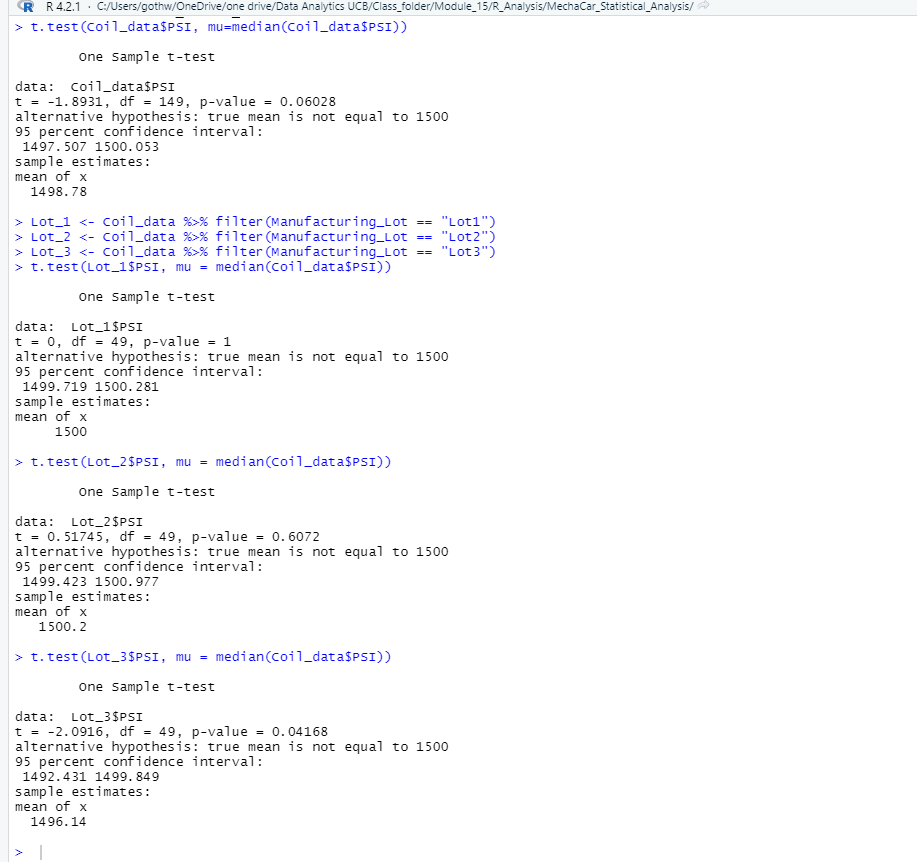 R 4.2.1 · C:/Users/gothw/OneDrive/one drive/Data Analytics UCB/Class_folder/Module_15/R_Analysis/MechaCar_Statistical_Analysis/
> t.test(Coil_data$PSI, mu=median(Coil_data$PSI))
One Sample t-test
data:  Coil_data$PSI
t = -1.8931, df = 149, p-value = 0.06028
alternative hypothesis: true mean is not equal to 1500
95 percent confidence interval:
1497.507 1500.053
sample estimates:
mean of x
1498.78
> Lot_1 <- Coil_data %>% filter(Manufacturing_Lot == "Lot1")
> Lot_2 <- Coil_data %>% filter(Manufacturing_Lot == "Lot2")
> Lot_3 <- Coil_data %>% filter(Manufacturing_Lot == "Lot3")
> t.test(Lot_1$PSI, mu = median(Coil_data$PSI))
One Sample t-test
data:  Lot_1$PSI
t = 0, df = 49, p-value = 1
alternative hypothesis: true mean is not equal to 1500
95 percent confidence interval:
1499.719 1500.281
sample estimates:
mean of x
1500
> t.test(Lot_2$PSI, mu = median(Coil_data$PSI))
One Sample t-test
data:  Lot_2$PSI
t = 0.51745, df = 49, p-value = 0.6072
alternative hypothesis: true mean is not equal to 1500
95 percent confidence interval:
1499.423 1500.977
sample estimates:
mean of x
1500.2
> t.test(Lot_3$PSI, mu = median(Coil_data$PSI))
One Sample t-test
data:  Lot_3$PSI
t = -2.0916, df = 49, p-value = 0.04168
alternative hypothesis: true mean is not equal to 1500
95 percent confidence interval:
1492.431 1499.849
sample estimates:
mean of x
1496.14
>